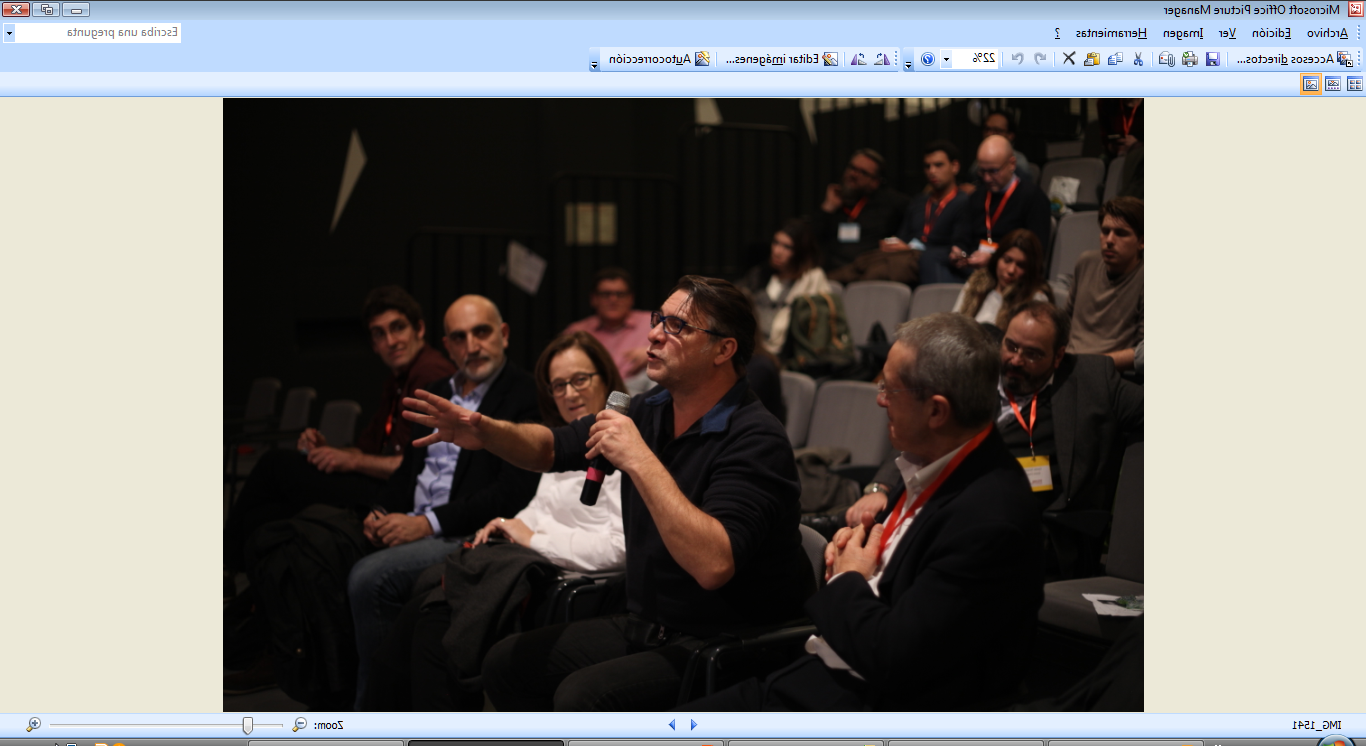 Microsoft Office Picture Manager
Archivo Edición Ver Imagen Herramientas ?
Escriba una pregunta
Accesos directos... 22% Editar imágenes... Autocorrección
IMG_1541
Zoom: